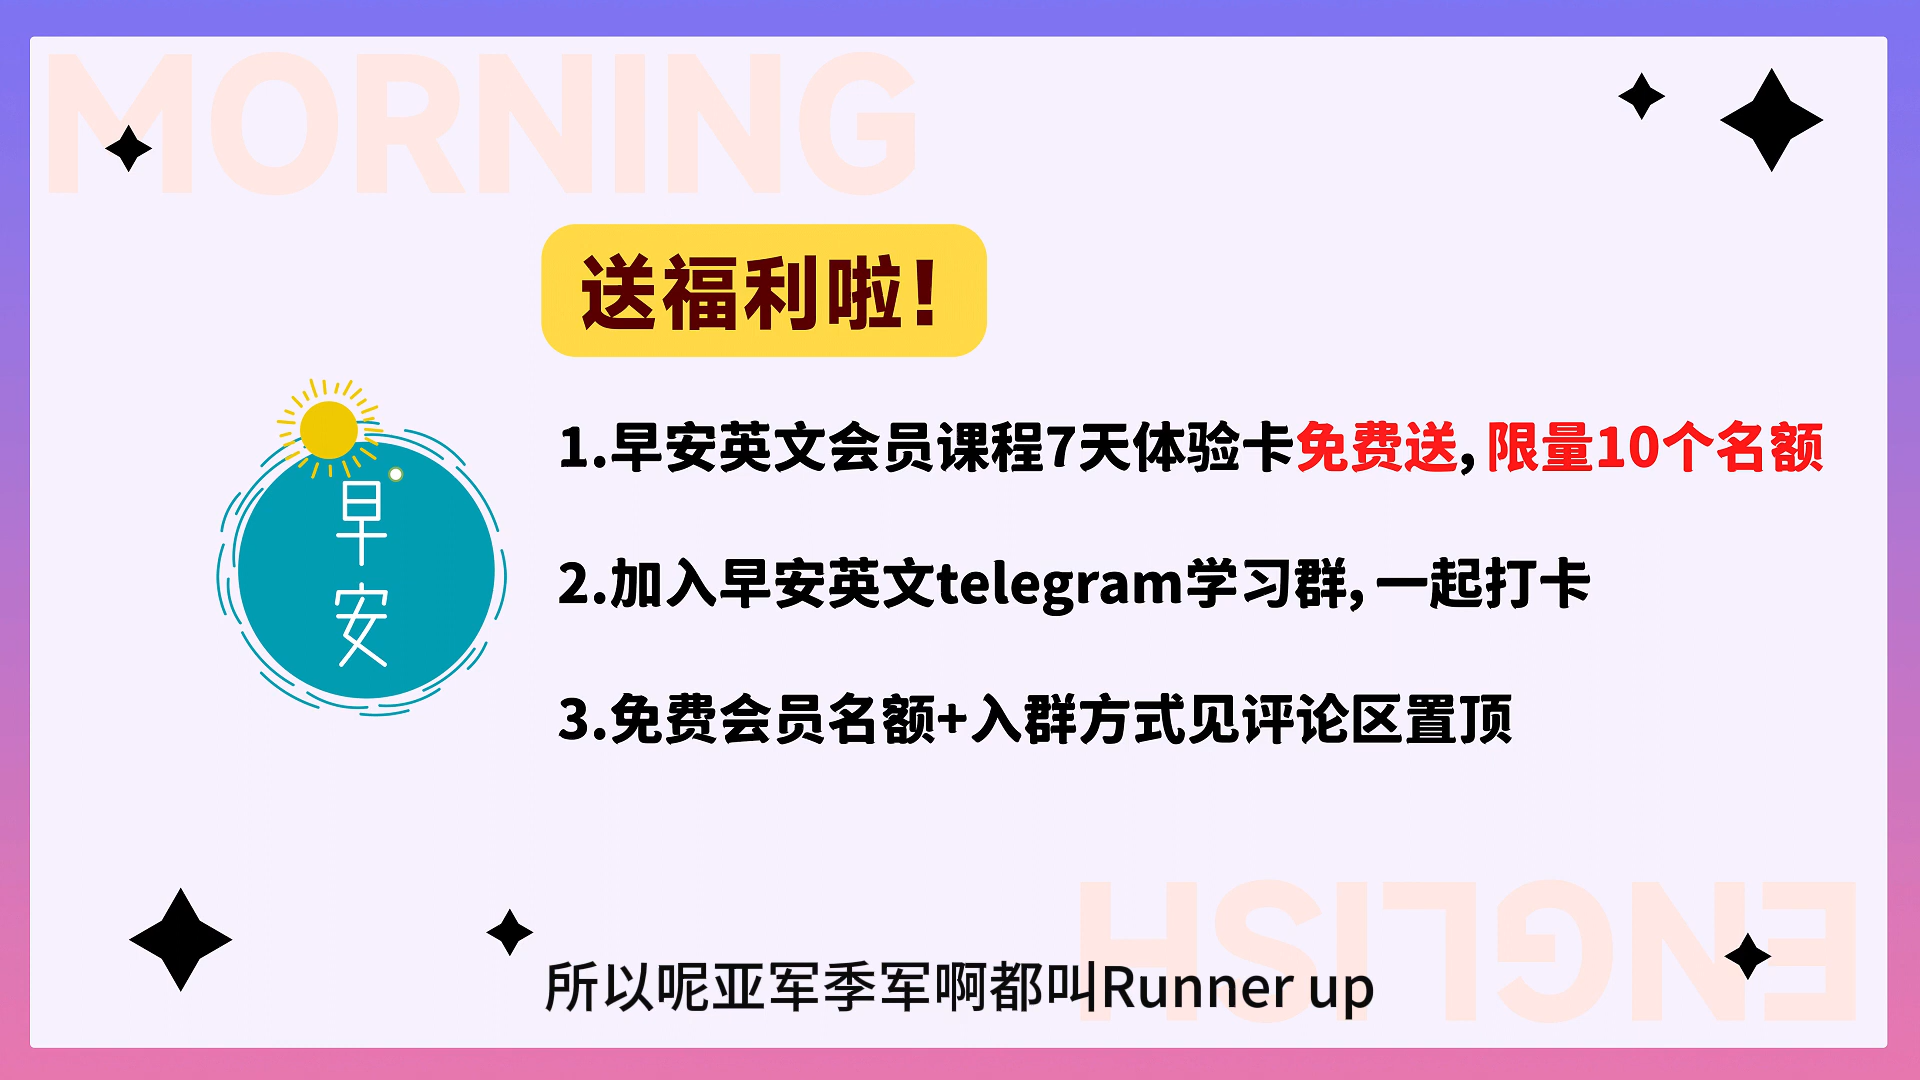 MORNING
送福利啦!
早安
1.早安英文会员课程7天体验卡免费送,限量10个名额
2.加入早安英文telegram学习群,一起打卡
3.免费会员名额+入群方式见评论区置顶
ENGLISH
所以呢亚军季军啊都叫Runner up